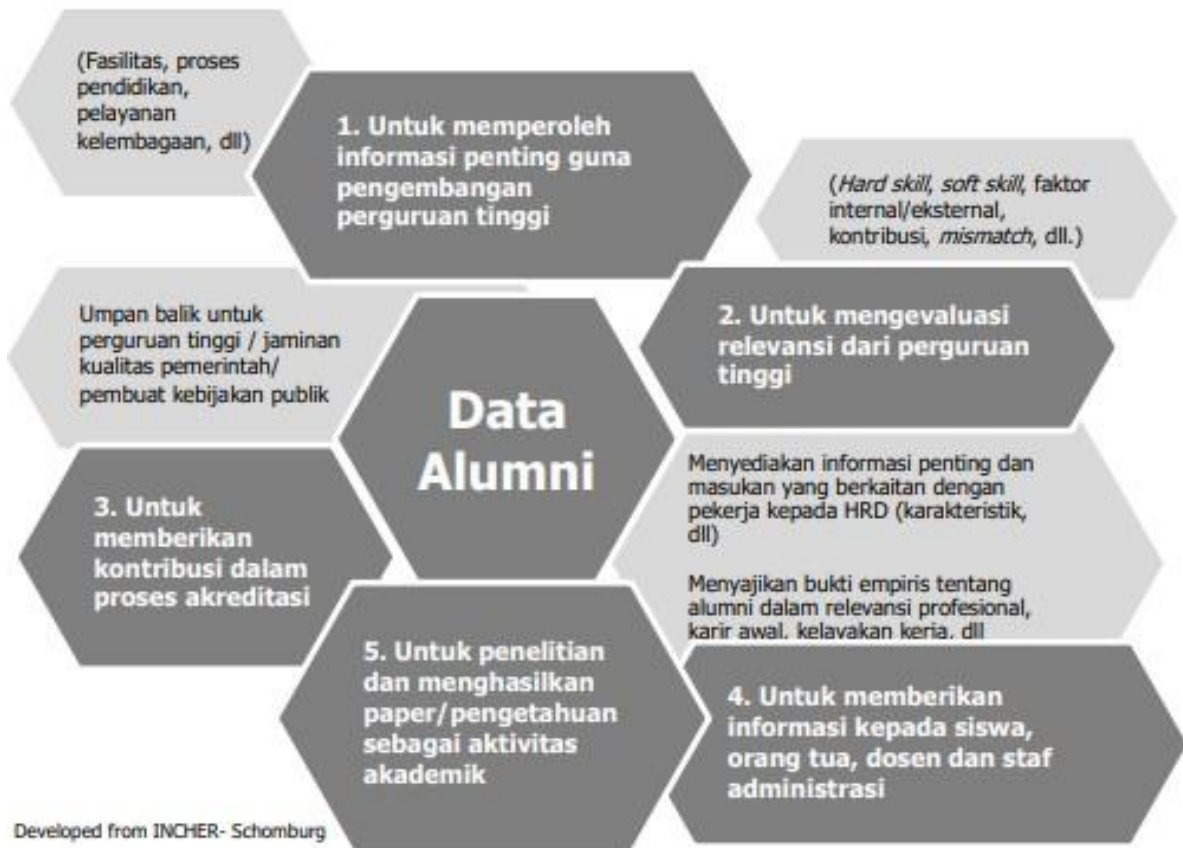 (Fasilitas, proses
pendidikan,
pelayanan
kelembagaan, dll)
1. Untuk memperoleh
informasi penting guna
pengembangan
perguruan tinggi
(Hard skill, soft skill, faktor
internal/eksternal,
kontribusi, mismatch, dll.)
2. Untuk mengevaluasi
relevansi dari perguruan
tinggi
Umpan balik untuk
perguruan tinggi / jaminan
kualitas pemerintah/
pembuat kebijakan publik
Data
Alumni
3. Untuk
memberikan
kontribusi dalam
proses akreditasi
Menyediakan informasi penting dan
masukan yang berkaitan dengan
pekerja kepada HRD (karakteristik,
dll)
Menyajikan bukti empiris tentang
alumni dalam relevansi profesional,
karir awal, kelayakan kerja, dll
4. Untuk memberikan
informasi kepada siswa,
orang tua, dosen dan staf
administrasi
5. Untuk penelitian
dan menghasilkan
paper/pengetahuan
sebagai aktivitas
akademik
Developed from INCHER- Schomburg